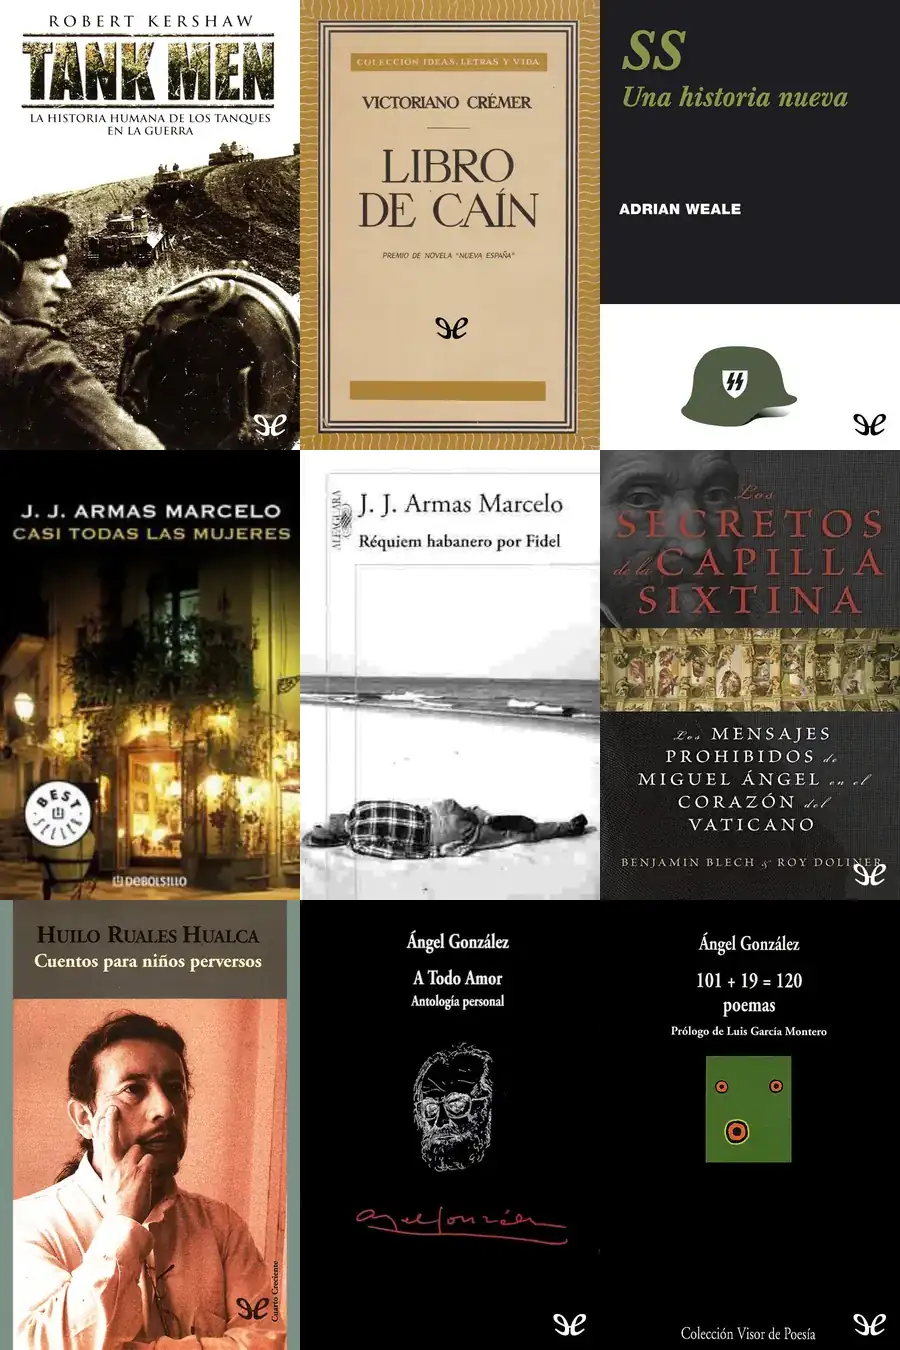 ROBERT KERSHAW
TANK MEN
LA HISTORIA HUMANA DE LOS TANQUES
EN LA GUERRA
COLECCIÓN IDEAS, LETRAS Y VIDA
VICTORIANO CRÉMER
LIBRO
DE CAÍN
PREMIO DE NOVELA "NUEVA ESPAÑA"
SS
Una historia nueva
ADRIAN WEALE
J. J. ARMAS MARCELO
CASI TODAS LAS MUJERES
BEST
SELLER
DEBOLSILLO
ALFAGUARA
J. J. Armas Marcelo
Réquiem habanero por Fidel
Los
SECRETOS
de la CAPILLA
SIXTINA
Los MENSAJES
PROHIBIDOS de
MIGUEL ÁNGEL en el
CORAZÓN del
VATICANO
BENJAMIN BLECH & ROY DOLINER
HUILO RUALES HUALCA
Cuentos para niños perversos
Cuarto Creciente
Ángel González
A Todo Amor
Antología personal
Angel González
Ángel González
101 + 19 = 120
poemas
Prólogo de Luis García Montero
Colección Visor de Poesía